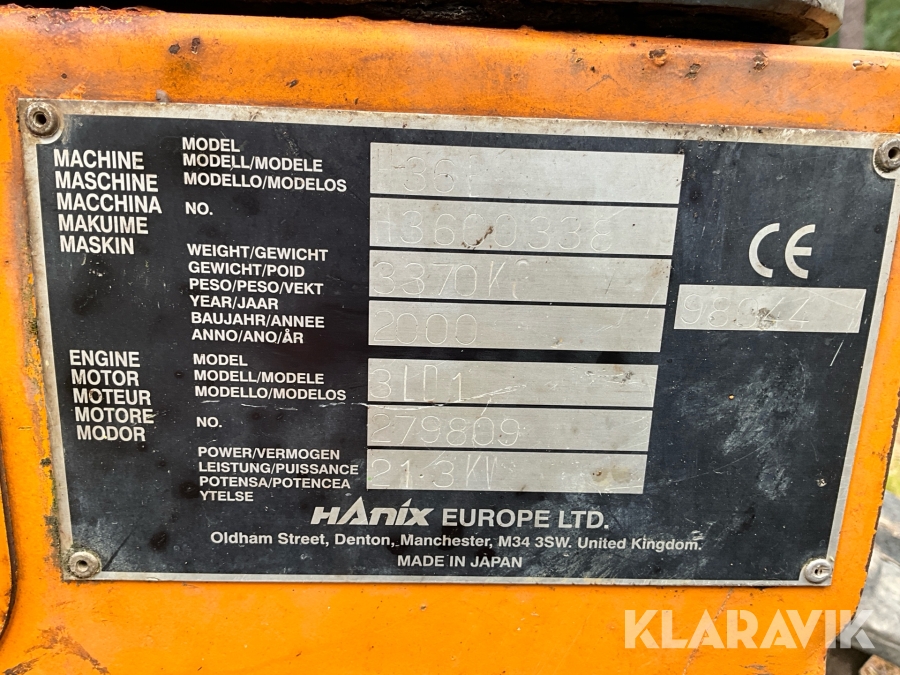 MACHINE
MASCHINE
MACCHINA
MAKUIME
MASKIN
MODEL
MODELL/MODELE
MODELLO/MODELOS
NO.
WEIGHT/GEWICHT
GEWICHT/POID
PESO/PESO/VEKT
3370KG
YEAR/JAAR
BAUJAHR/ANNEE
ANNO/ANO/ÅR
2000
CE
ENGINE
MOTOR
MOTEUR
MOTORE
MODOR
MODEL
MODELL/MODELE
MODELLO/MODELOS
3LD1
NO.
279809
POWER/VERMOGEN
LEISTUNG/PUISSANCE
POTENSA/POTENCEA
YTELSE
21.3KW
HANIX EUROPE LTD.
Oldham Street, Denton, Manchester, M34 3SW. United Kingdom.
MADE IN JAPAN
KLARAVIK